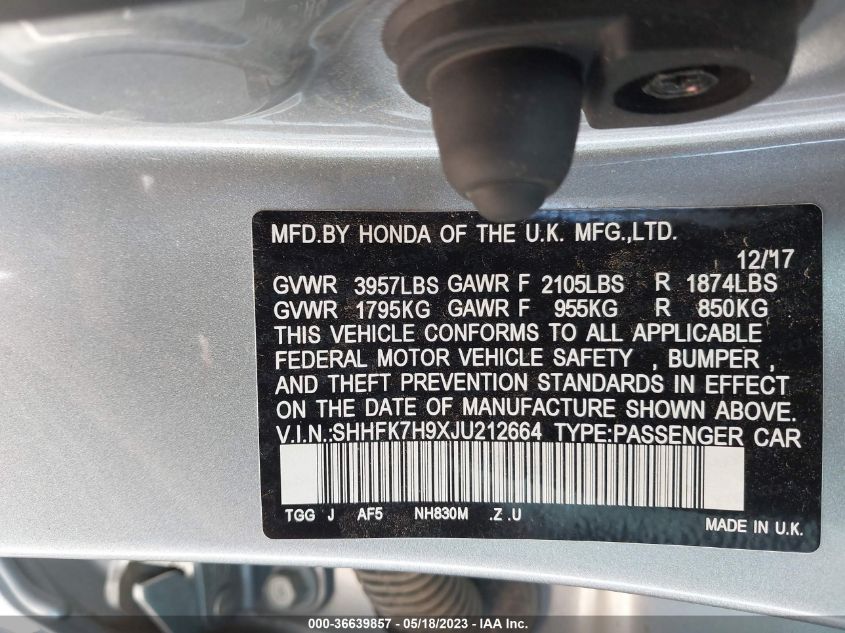 MFD.BY HONDA OF THE U.K. MFG.,LTD.
12/17
GVWR 3957LBS GAWR F 2105LBS R 1874LBS
GVWR 1795KG GAWR F 955KG R 850KG
THIS VEHICLE CONFORMS TO ALL APPLICABLE
FEDERAL MOTOR VEHICLE SAFETY , BUMPER ,
AND THEFT PREVENTION STANDARDS IN EFFECT
ON THE DATE OF MANUFACTURE SHOWN ABOVE.
V.I.N.:SHHFK7H9XJU212664 TYPE:PASSENGER CAR
TGG J AF5 NH830M .Z .U
MADE IN U.K.
000-36639857 - 05/18/2023 - IAA Inc.